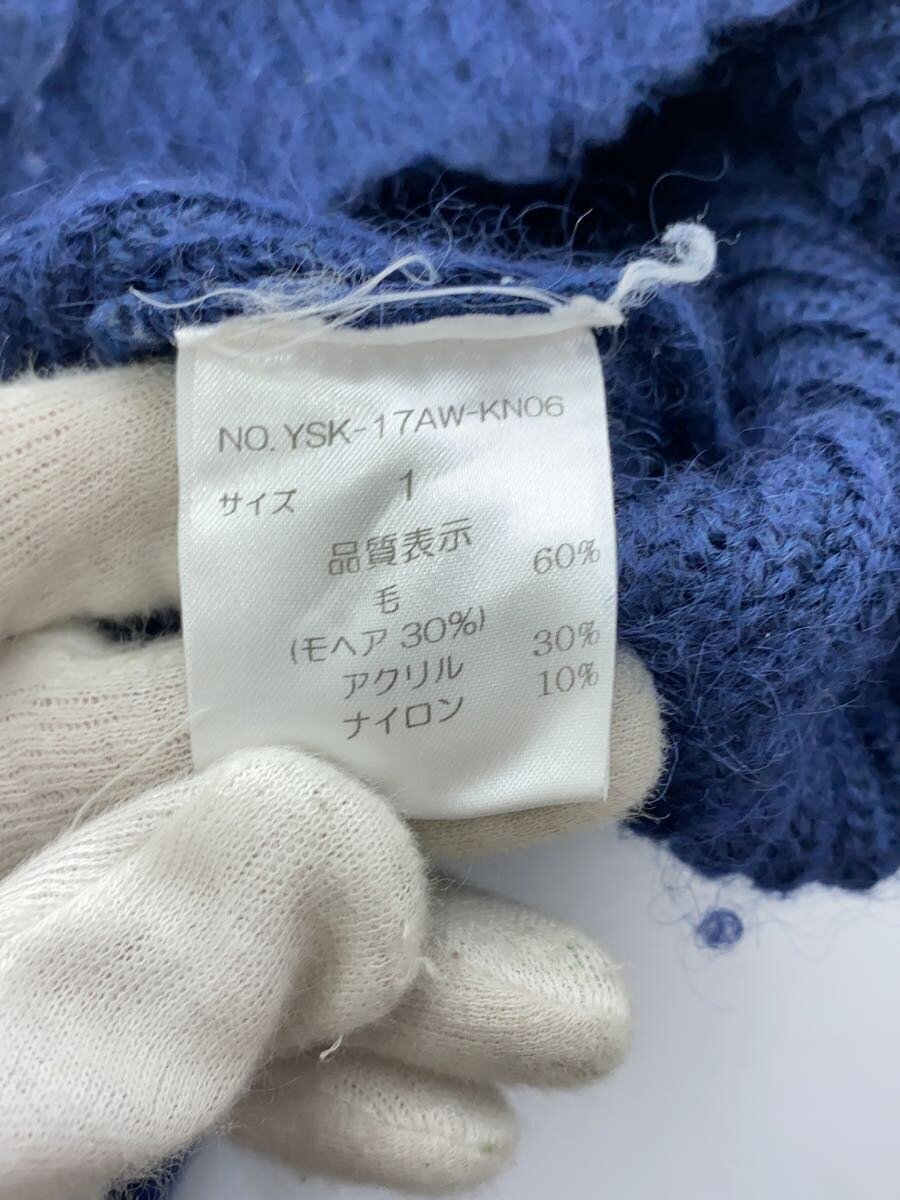 NO. YSK-17AW-KN06
サイズ 1
品質表示
毛 60%
(モヘア 30%)
アクリル 30%
ナイロン 10%